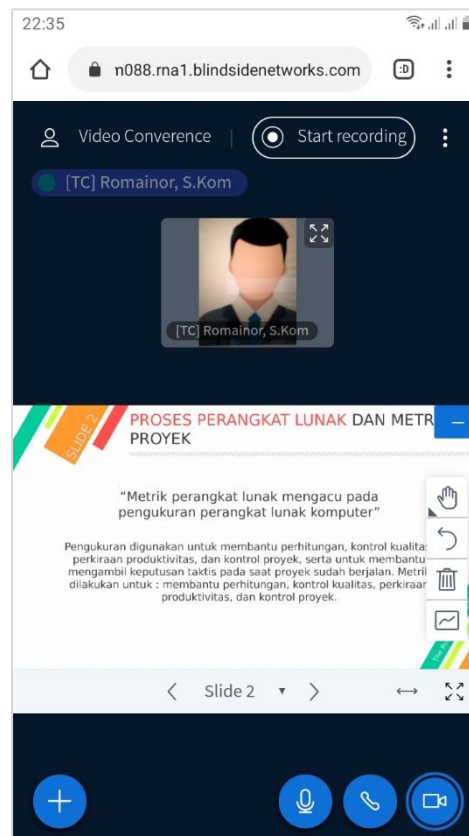 22:35
n088.rna1.blindsidenetworks.com
:D
Video Converence | Start recording
[TC] Romainor, S.Kom
[TC] Romainor, S.Kom
SLIDE 2
PROSES PERANGKAT LUNAK DAN METR
PROYEK
“Metrik perangkat lunak mengacu pada
pengukuran perangkat lunak komputer”
Pengukuran digunakan untuk membantu perhitungan, kontrol kualita
perkiraan produktivitas, dan kontrol proyek, serta untuk membantu
mengambil keputusan taktis pada saat proyek sudah berjalan. Metri
dilakukan untuk : membantu perhitungan, kontrol kualitas, perkiraan
produktivitas, dan kontrol proyek.
Slide 2